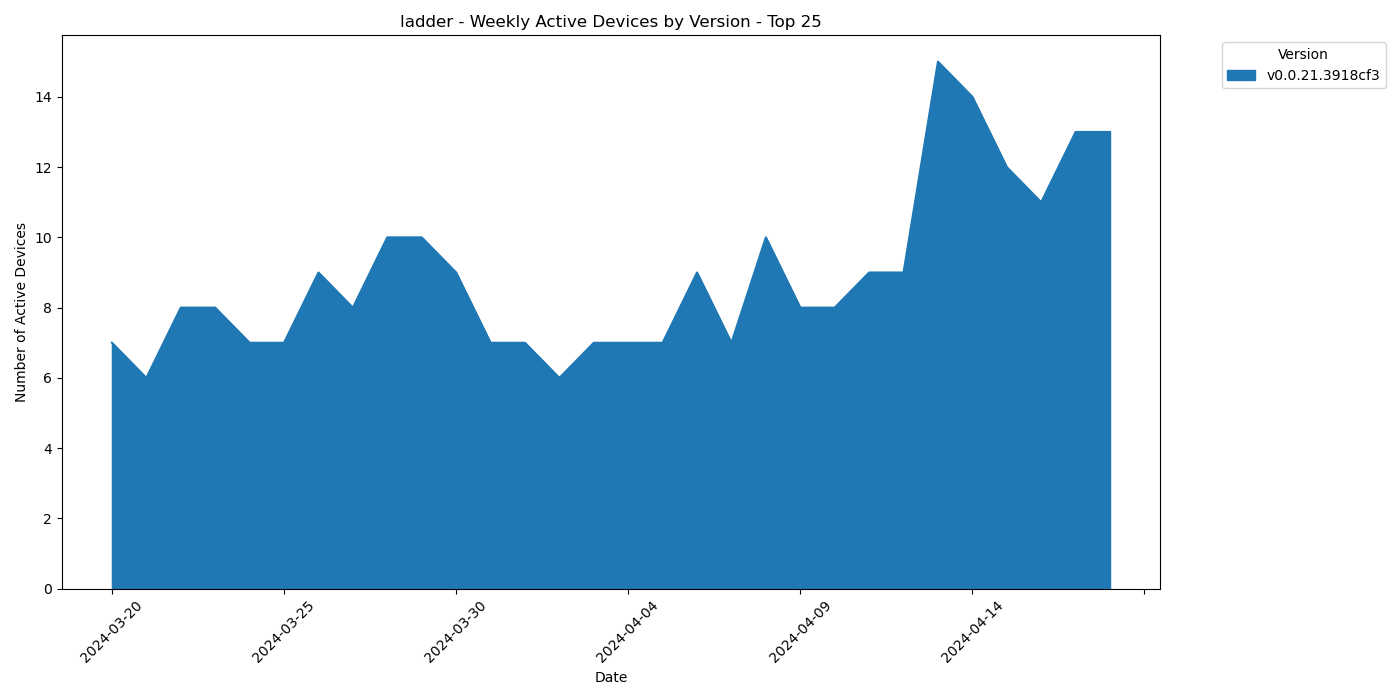 ladder - Weekly Active Devices by Version - Top 25
Version
v0.0.21.3918cf3
Number of Active Devices
14
12
10
8
6
4
2
0
2024-03-20
2024-03-25
2024-03-30
2024-04-04
2024-04-09
2024-04-14
Date